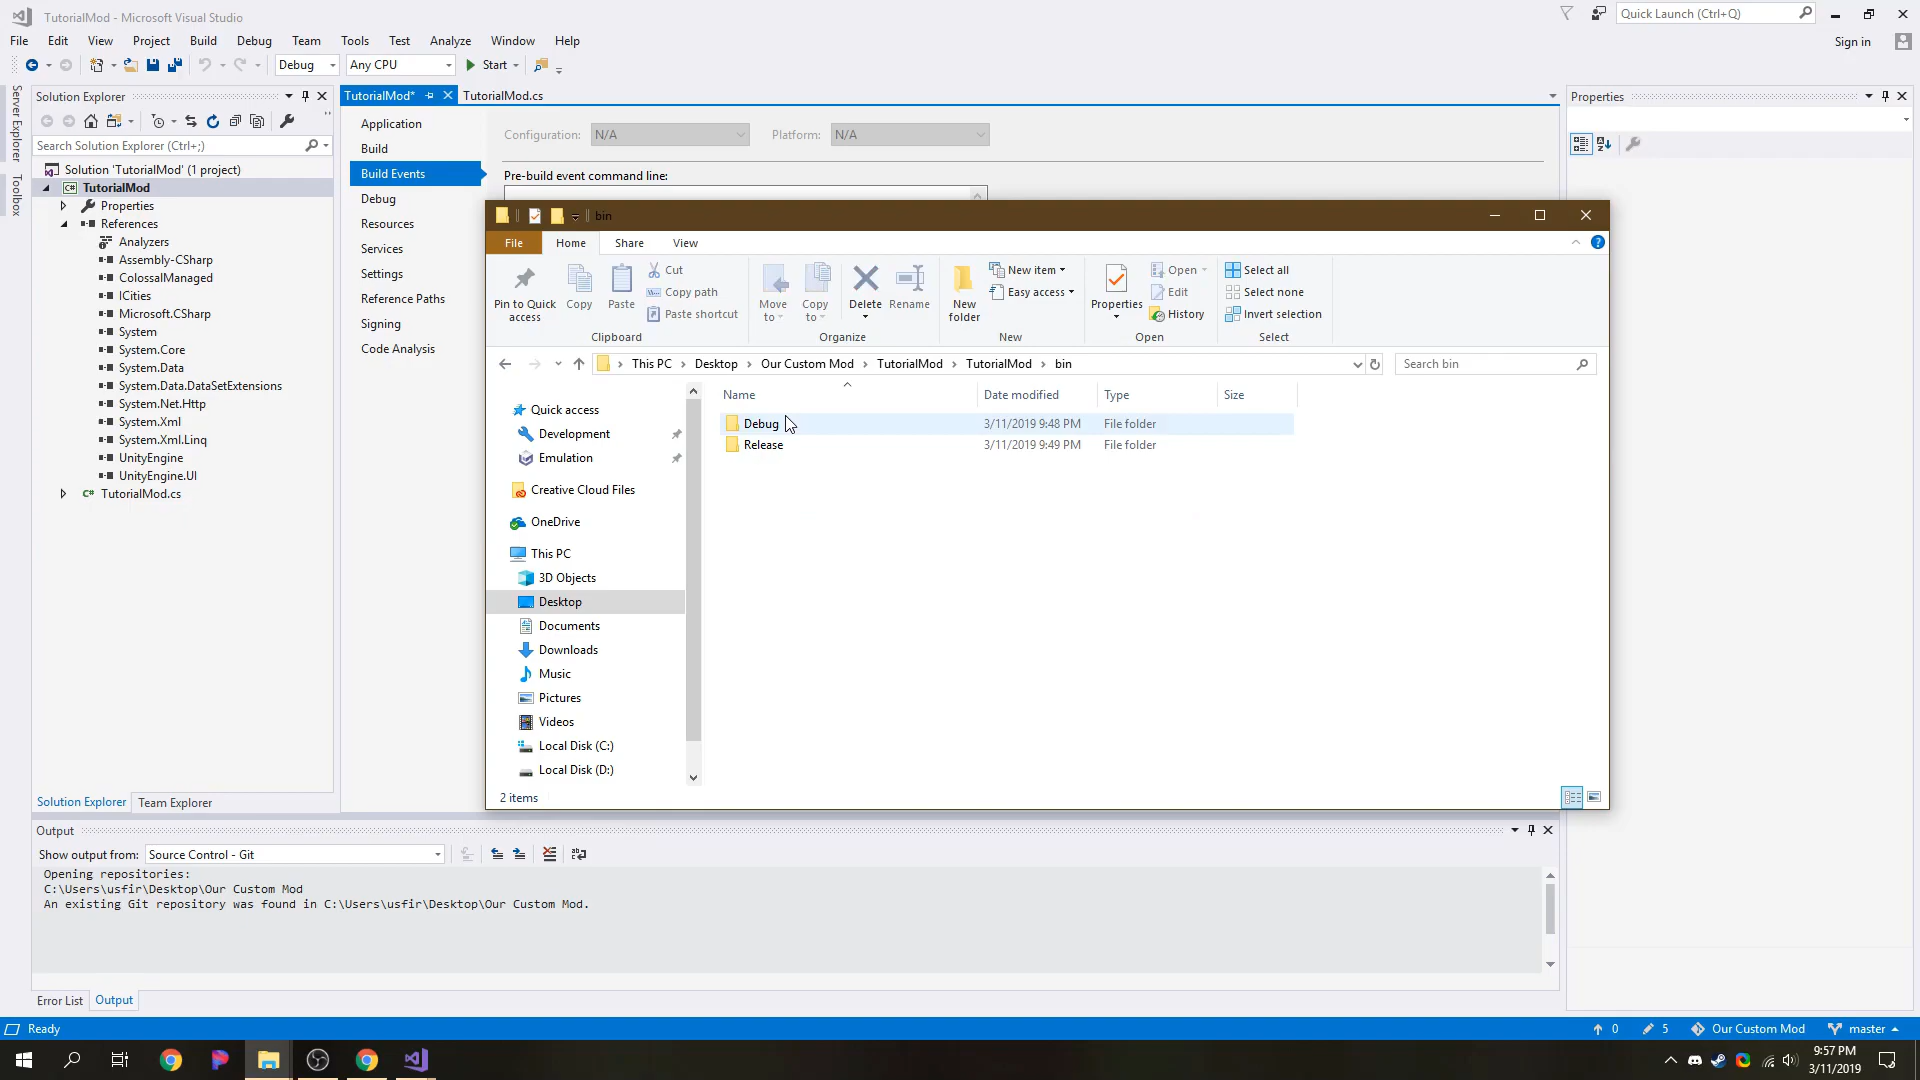 TutorialMod - Microsoft Visual Studio
Quick Launch (Ctrl+Q)
File Edit View Project Build Debug Team Tools Test Analyze Window Help
Sign in
Debug Any CPU Start
Server Explorer
Toolbox
Solution Explorer
Search Solution Explorer (Ctrl+;)
Solution 'TutorialMod' (1 project)
C# TutorialMod
Properties
References
Analyzers
Assembly-CSharp
ColossalManaged
ICities
Microsoft.CSharp
System
System.Core
System.Data
System.Data.DataSetExtensions
System.Net.Http
System.Xml
System.Xml.Linq
UnityEngine
UnityEngine.UI
C# TutorialMod.cs
Solution Explorer Team Explorer
TutorialMod* TutorialMod.cs
Application
Build
Build Events
Debug
Resources
Services
Settings
Reference Paths
Signing
Code Analysis
Configuration: N/A Platform: N/A
Pre-build event command line:
Properties
bin
File Home Share View
Pin to Quick access
Copy
Paste
Cut
Copy path
Paste shortcut
Clipboard
Move to
Copy to
Delete
Rename
Organize
New folder
New item
Easy access
New
Properties
Open
Edit
History
Open
Select all
Select none
Invert selection
Select
This PC Desktop Our Custom Mod TutorialMod TutorialMod bin
Search bin
Quick access
Development
Emulation
Creative Cloud Files
OneDrive
This PC
3D Objects
Desktop
Documents
Downloads
Music
Pictures
Videos
Local Disk (C:)
Local Disk (D:)
Name Date modified Type Size
Debug 3/11/2019 9:48 PM File folder
Release 3/11/2019 9:49 PM File folder
2 items
Output
Show output from: Source Control - Git
Opening repositories:
C:\Users\usfir\Desktop\Our Custom Mod
An existing Git repository was found in C:\Users\usfir\Desktop\Our Custom Mod.
Error List Output
Ready
0 5 Our Custom Mod master
9:57 PM
3/11/2019